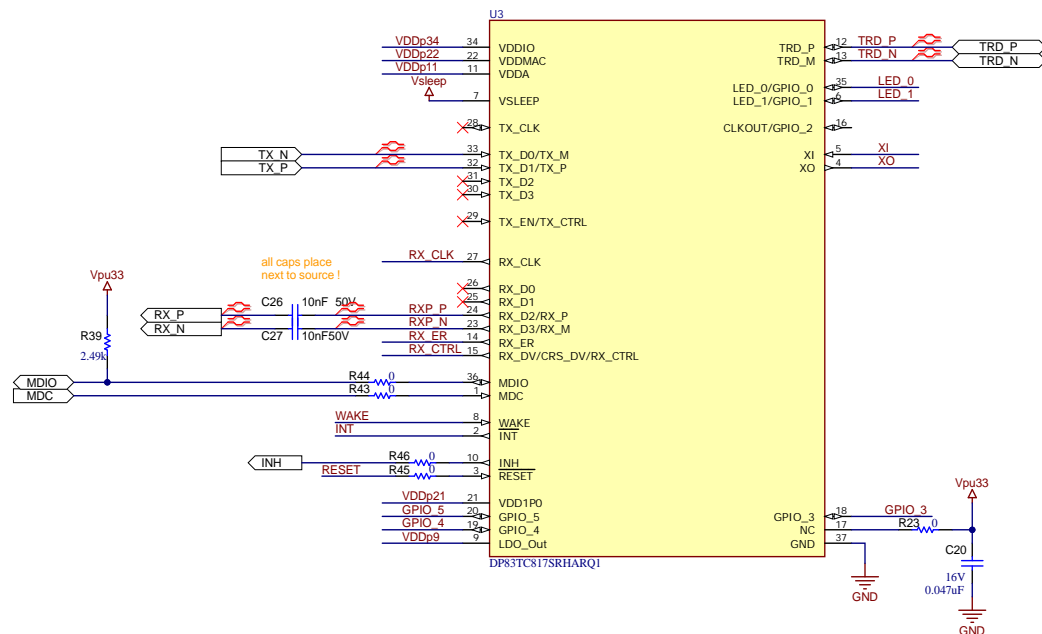 U3
VDDp34 34 VDDIO TRD_P 12 TRD_P TRD_P
VDDp22 22 VDDMAC TRD_M 13 TRD_N TRD_N
VDDp11 11 VDDA
Vsleep LED_0/GPIO_0 35 LED_0
7 VSLEEP LED_1/GPIO_1 6 LED_1
28 TX_CLK CLKOUT/GPIO_2 16
TX_N 33 TX_D0/TX_M XI 5 XI
TX_P 32 TX_D1/TX_P XO 4 XO
31 TX_D2
30 TX_D3
29 TX_EN/TX_CTRL
RX_CLK 27 RX_CLK
all caps place
next to source !
Vpu33
26 RX_D0
25 RX_D1
RX_P C26 10nF 50V RXP_P 24 RX_D2/RX_P
RX_N C27 10nF50V RXP_N 23 RX_D3/RX_M
R39 RX_ER 14 RX_ER
2.49k RX_CTRL 15 RX_DV/CRS_DV/RX_CTRL
MDIO R44 0 36 MDIO
MDC R43 0 1 MDC
WAKE 8 WAKE
INT 2 INT
INH R46 0 10 INH
RESET R45 0 3 RESET
Vpu33
VDDp21 21 VDD1P0
GPIO_5 20 GPIO_5 GPIO_3 18 GPIO_3
GPIO_4 19 GPIO_4 NC 17 R23 0
VDDp9 9 LDO_Out GND 37
C20
DP83TC817SRHARQ1
16V
0.047uF
GND
GND